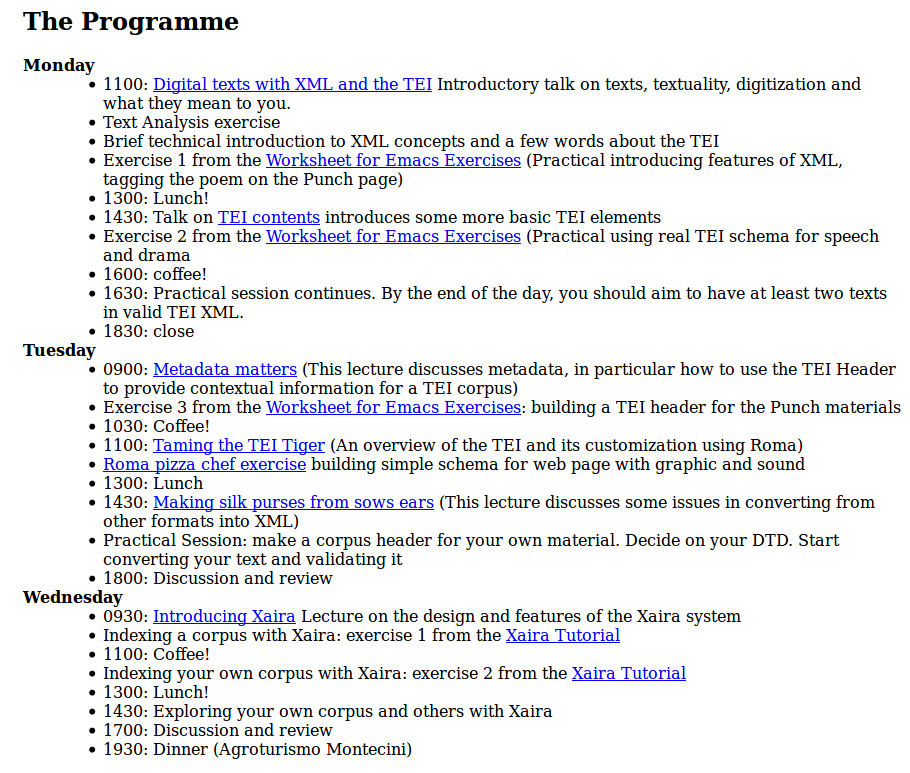 The Programme
Monday
• 1100: Digital texts with XML and the TEI Introductory talk on texts, textuality, digitization and
what they mean to you.
• Text Analysis exercise
• Brief technical introduction to XML concepts and a few words about the TEI
• Exercise 1 from the Worksheet for Emacs Exercises (Practical introducing features of XML,
tagging the poem on the Punch page)
• 1300: Lunch!
• 1430: Talk on TEI contents introduces some more basic TEI elements
• Exercise 2 from the Worksheet for Emacs Exercises (Practical using real TEI schema for speech
and drama
• 1600: coffee!
• 1630: Practical session continues. By the end of the day, you should aim to have at least two texts
in valid TEI XML.
• 1830: close
Tuesday
• 0900: Metadata matters (This lecture discusses metadata, in particular how to use the TEI Header
to provide contextual information for a TEI corpus)
• Exercise 3 from the Worksheet for Emacs Exercises: building a TEI header for the Punch materials
• 1030: Coffee!
• 1100: Taming the TEI Tiger (An overview of the TEI and its customization using Roma)
• Roma pizza chef exercise building simple schema for web page with graphic and sound
• 1300: Lunch
• 1430: Making silk purses from sows ears (This lecture discusses some issues in converting from
other formats into XML)
• Practical Session: make a corpus header for your own material. Decide on your DTD. Start
converting your text and validating it
• 1800: Discussion and review
Wednesday
• 0930: Introducing Xaira Lecture on the design and features of the Xaira system
• Indexing a corpus with Xaira: exercise 1 from the Xaira Tutorial
• 1100: Coffee!
• Indexing your own corpus with Xaira: exercise 2 from the Xaira Tutorial
• 1300: Lunch!
• 1430: Exploring your own corpus and others with Xaira
• 1700: Discussion and review
• 1930: Dinner (Agroturismo Montecini)